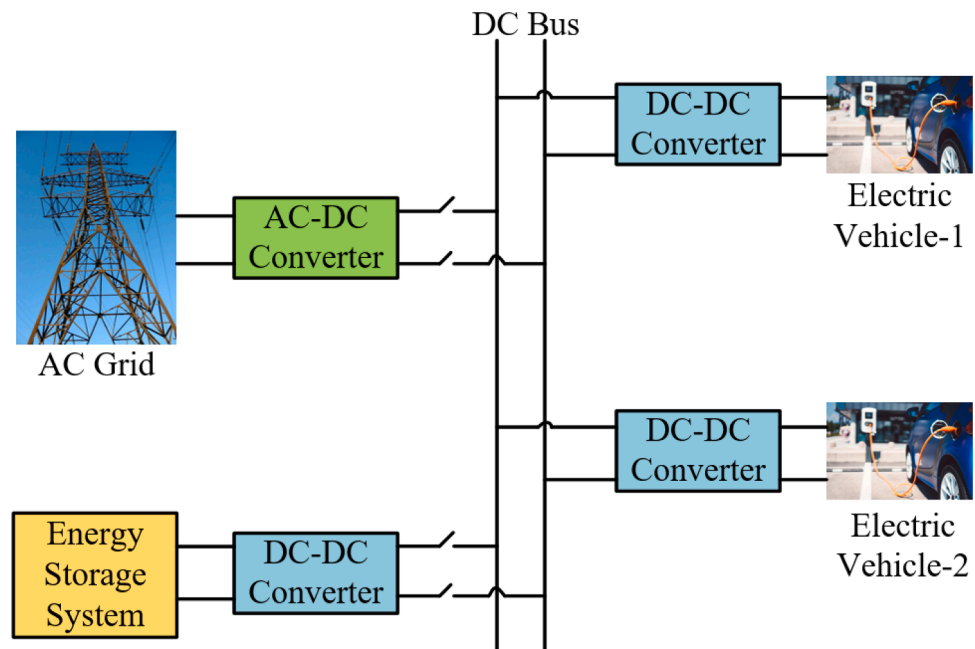 DC Bus
DC-DC
Converter
Electric
Vehicle-1
AC-DC
Converter
AC Grid
DC-DC
Converter
Electric
Vehicle-2
Energy
Storage
System
DC-DC
Converter